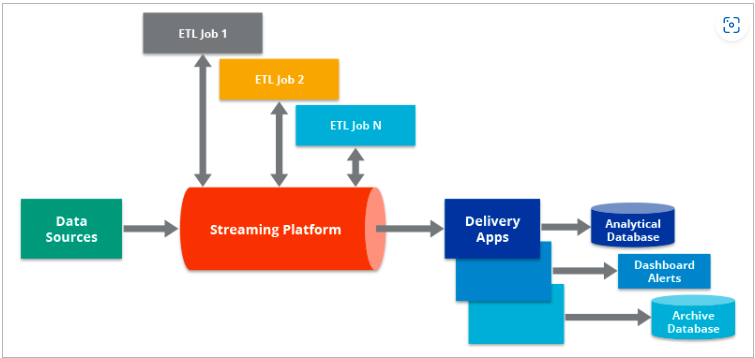 ETL Job 1
ETL Job 2
ETL Job N
Data
Sources
Streaming Platform
Delivery
Apps
Analytical
Database
Dashboard
Alerts
Archive
Database